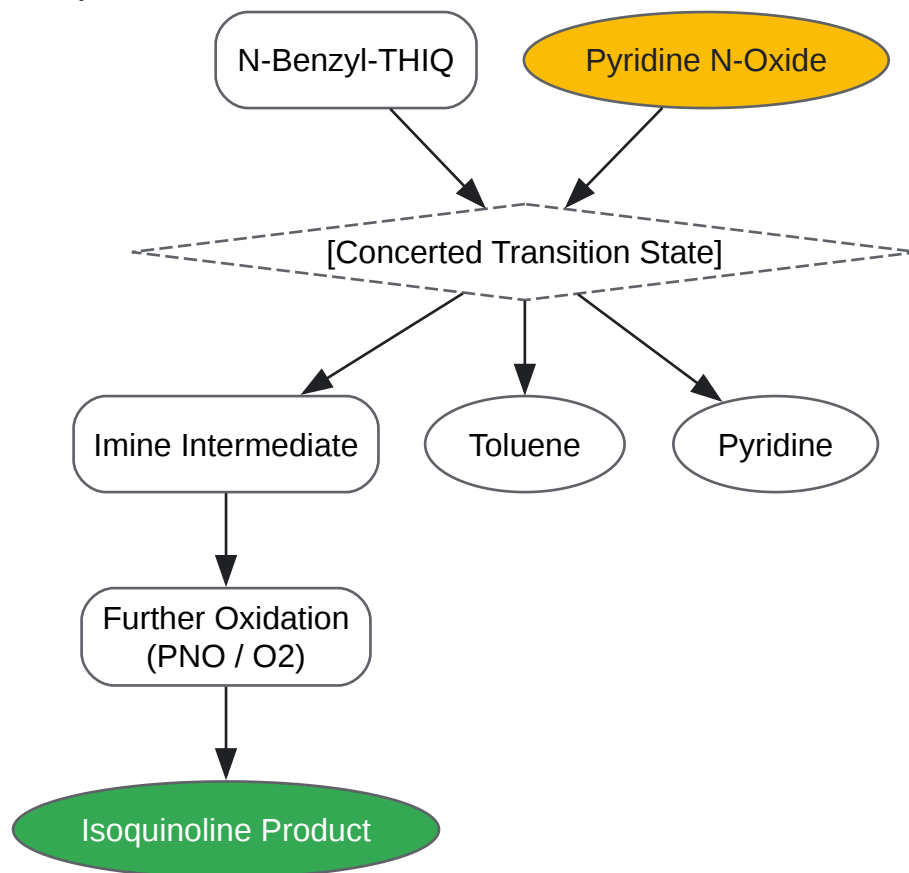 N-Benzyl-THIQ
Pyridine N-Oxide
[Concerted Transition State]
Imine Intermediate
Toluene
Pyridine
Further Oxidation
(PNO / O2)
Isoquinoline Product